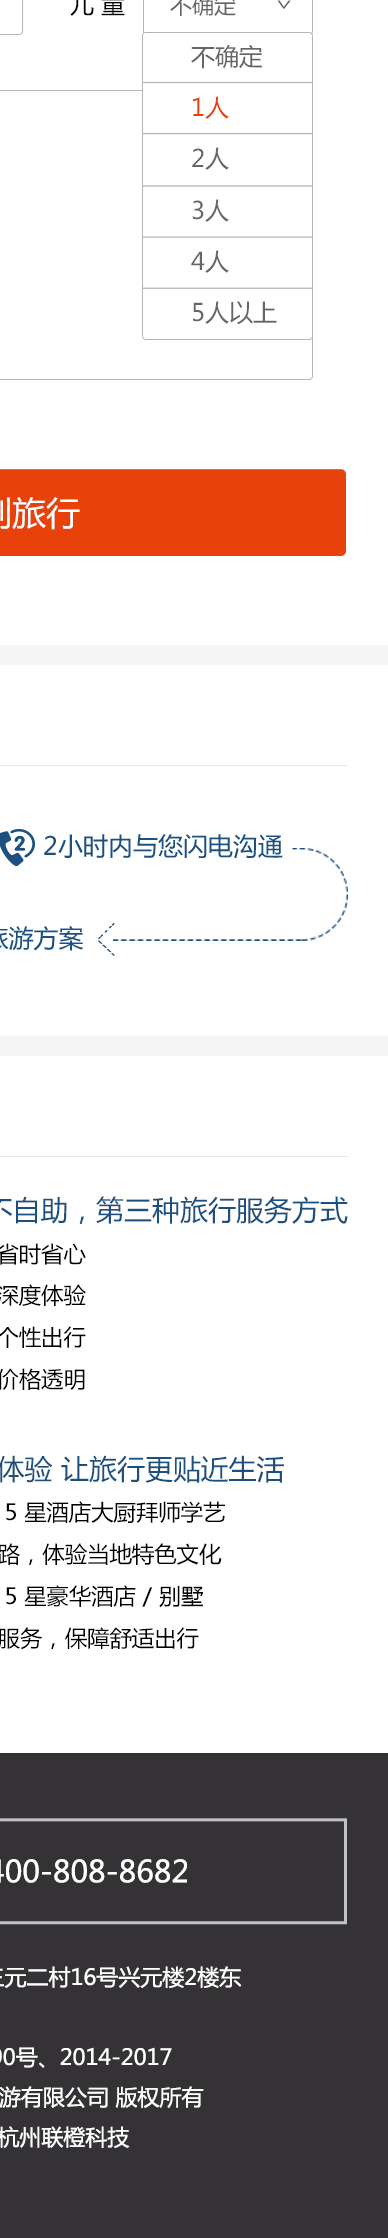 儿 童 不确定
不确定
1人
2人
3人
4人
5人以上
旅行
2
2小时内与您闪电沟通
旅游方案
不自助，第三种旅行服务方式
省时省心
深度体验
个性出行
价格透明
体验 让旅行更贴近生活
5 星酒店大厨拜师学艺
路，体验当地特色文化
5 星豪华酒店 / 别墅
服务，保障舒适出行
400-808-8682
三元二村16号兴元楼2楼东
90号、2014-2017
游有限公司 版权所有
杭州联橙科技